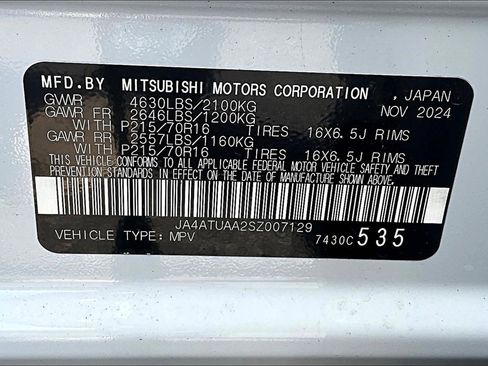 MFD.BY MITSUBISHI MOTORS CORPORATION , JAPAN
GVWR 4630LBS/2100KG NOV 2024
GAWR FR 2646LBS/1200KG
WITH P215/70R16 TIRES 16X6.5J RIMS
GAWR RR 2557LBS/1160KG
WITH P215/70R16 TIRES 16X6.5J RIMS
THIS VEHICLE CONFORMS TO ALL APPLICABLE FEDERAL MOTOR VEHICLE SAFETY AND THEFT
PREVENTION STANDARDS IN EFFECT ON THE DATE OF MANUFACTURE SHOWN ABOVE.
JA4ATUAA2SZ007129
VEHICLE TYPE: MPV 7430C 535